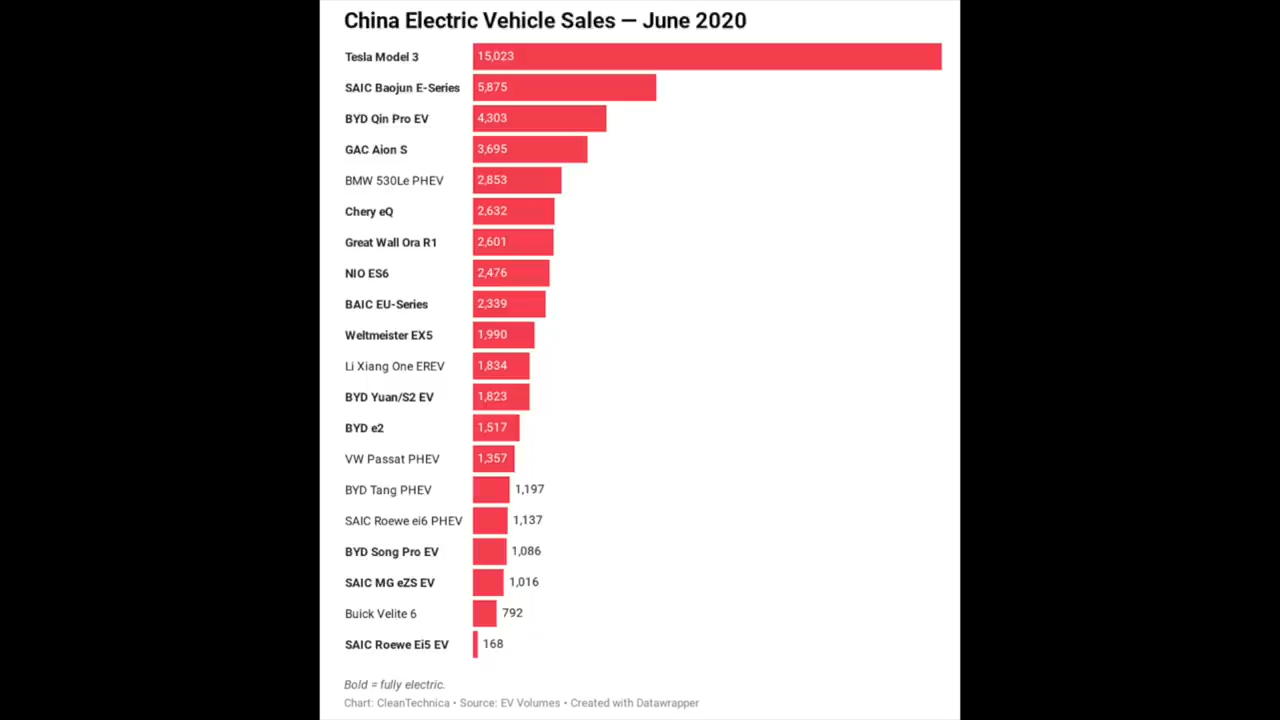 China Electric Vehicle Sales — June 2020
Tesla Model 3 15,023
SAIC Baojun E-Series 5,875
BYD Qin Pro EV 4,303
GAC Aion S 3,695
BMW 530Le PHEV 2,853
Chery eQ 2,632
Great Wall Ora R1 2,601
NIO ES6 2,476
BAIC EU-Series 2,339
Weltmeister EX5 1,990
Li Xiang One EREV 1,834
BYD Yuan/S2 EV 1,823
BYD e2 1,517
VW Passat PHEV 1,357
BYD Tang PHEV 1,197
SAIC Roewe ei6 PHEV 1,137
BYD Song Pro EV 1,086
SAIC MG eZS EV 1,016
Buick Velite 6 792
SAIC Roewe Ei5 EV 168
Bold = fully electric.
Chart: CleanTechnica • Source: EV Volumes • Created with Datawrapper